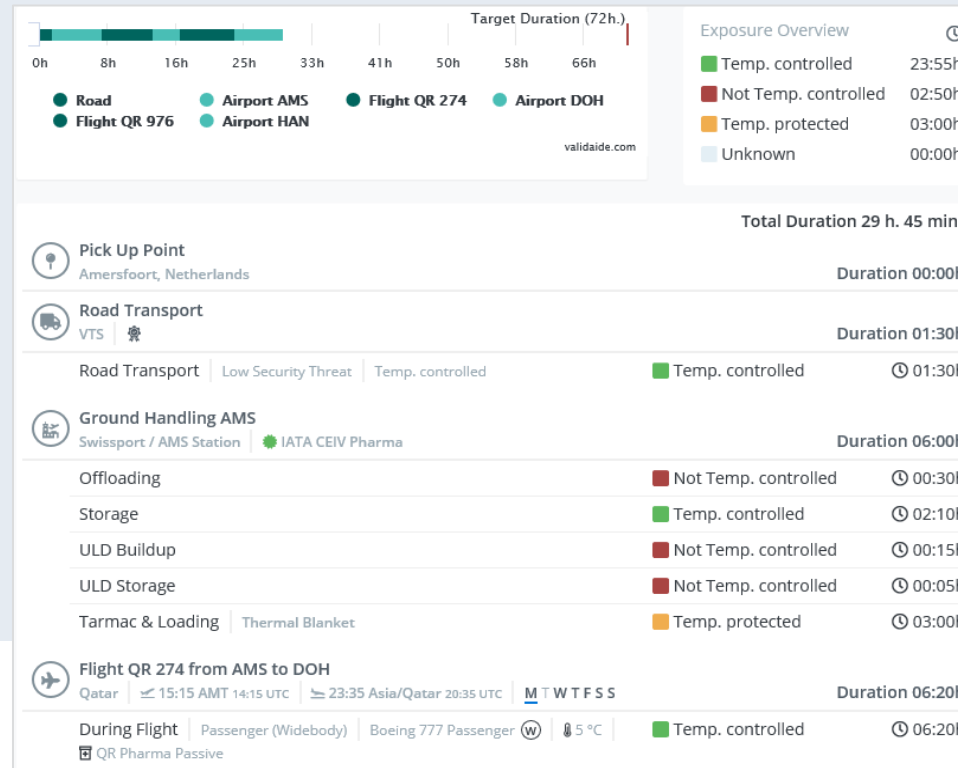 Target Duration (72h.)
0h 8h 16h 25h 33h 41h 50h 58h 66h
Road Airport AMS Flight QR 274 Airport DOH
Flight QR 976 Airport HAN
validaide.com
Exposure Overview
Temp. controlled 23:55h
Not Temp. controlled 02:50h
Temp. protected 03:00h
Unknown 00:00h
Total Duration 29 h. 45 min
Pick Up Point
Amersfoort, Netherlands Duration 00:00h
Road Transport
VTS Duration 01:30h
Road Transport Low Security Threat Temp. controlled Temp. controlled 01:30h
Ground Handling AMS
Swissport / AMS Station IATA CEIV Pharma Duration 06:00h
Offloading Not Temp. controlled 00:30h
Storage Temp. controlled 02:10h
ULD Buildup Not Temp. controlled 00:15h
ULD Storage Not Temp. controlled 00:05h
Tarmac & Loading Thermal Blanket Temp. protected 03:00h
Flight QR 274 from AMS to DOH
Qatar 15:15 AMT 14:15 UTC 23:35 Asia/Qatar 20:35 UTC M T W T F S S Duration 06:20h
During Flight Passenger (Widebody) Boeing 777 Passenger W 5 °C Temp. controlled 06:20h
QR Pharma Passive